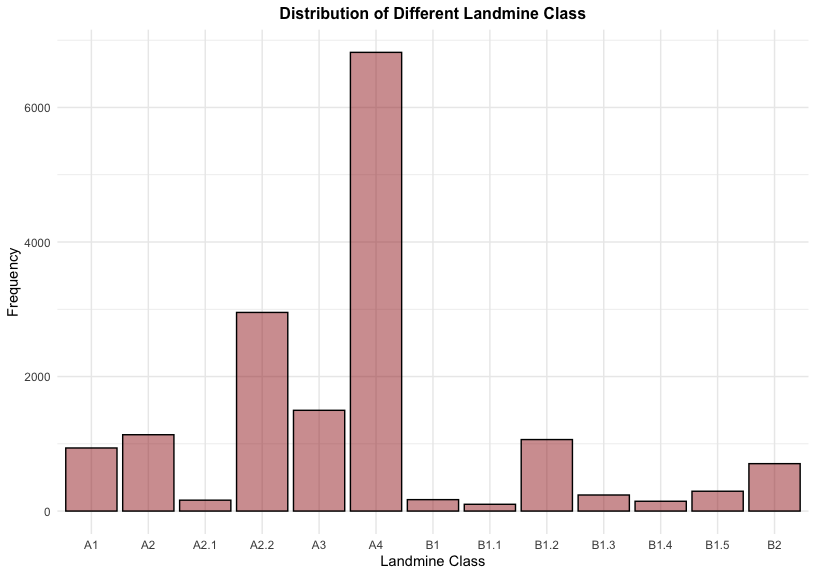 Distribution of Different Landmine Class
Frequency
6000
4000
2000
0
A1 A2 A2.1 A2.2 A3 A4 B1 B1.1 B1.2 B1.3 B1.4 B1.5 B2
Landmine Class